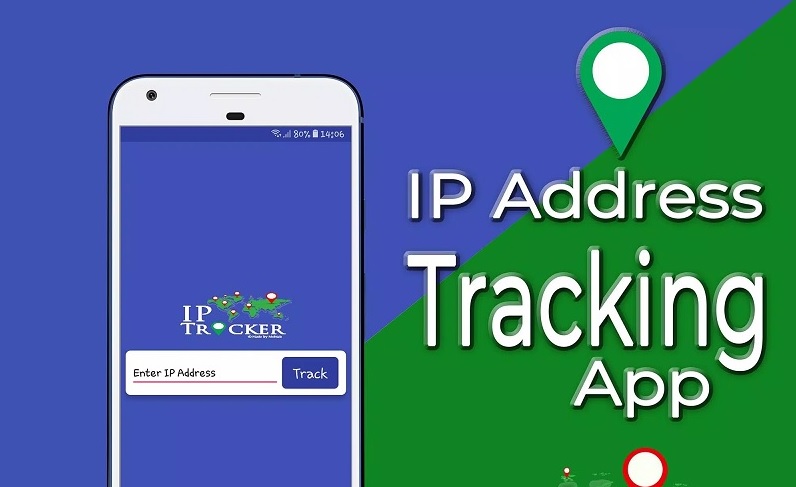 80% 14:06
IP Address
Tracking
App
IP
TRACKER
Enter IP Address
Track